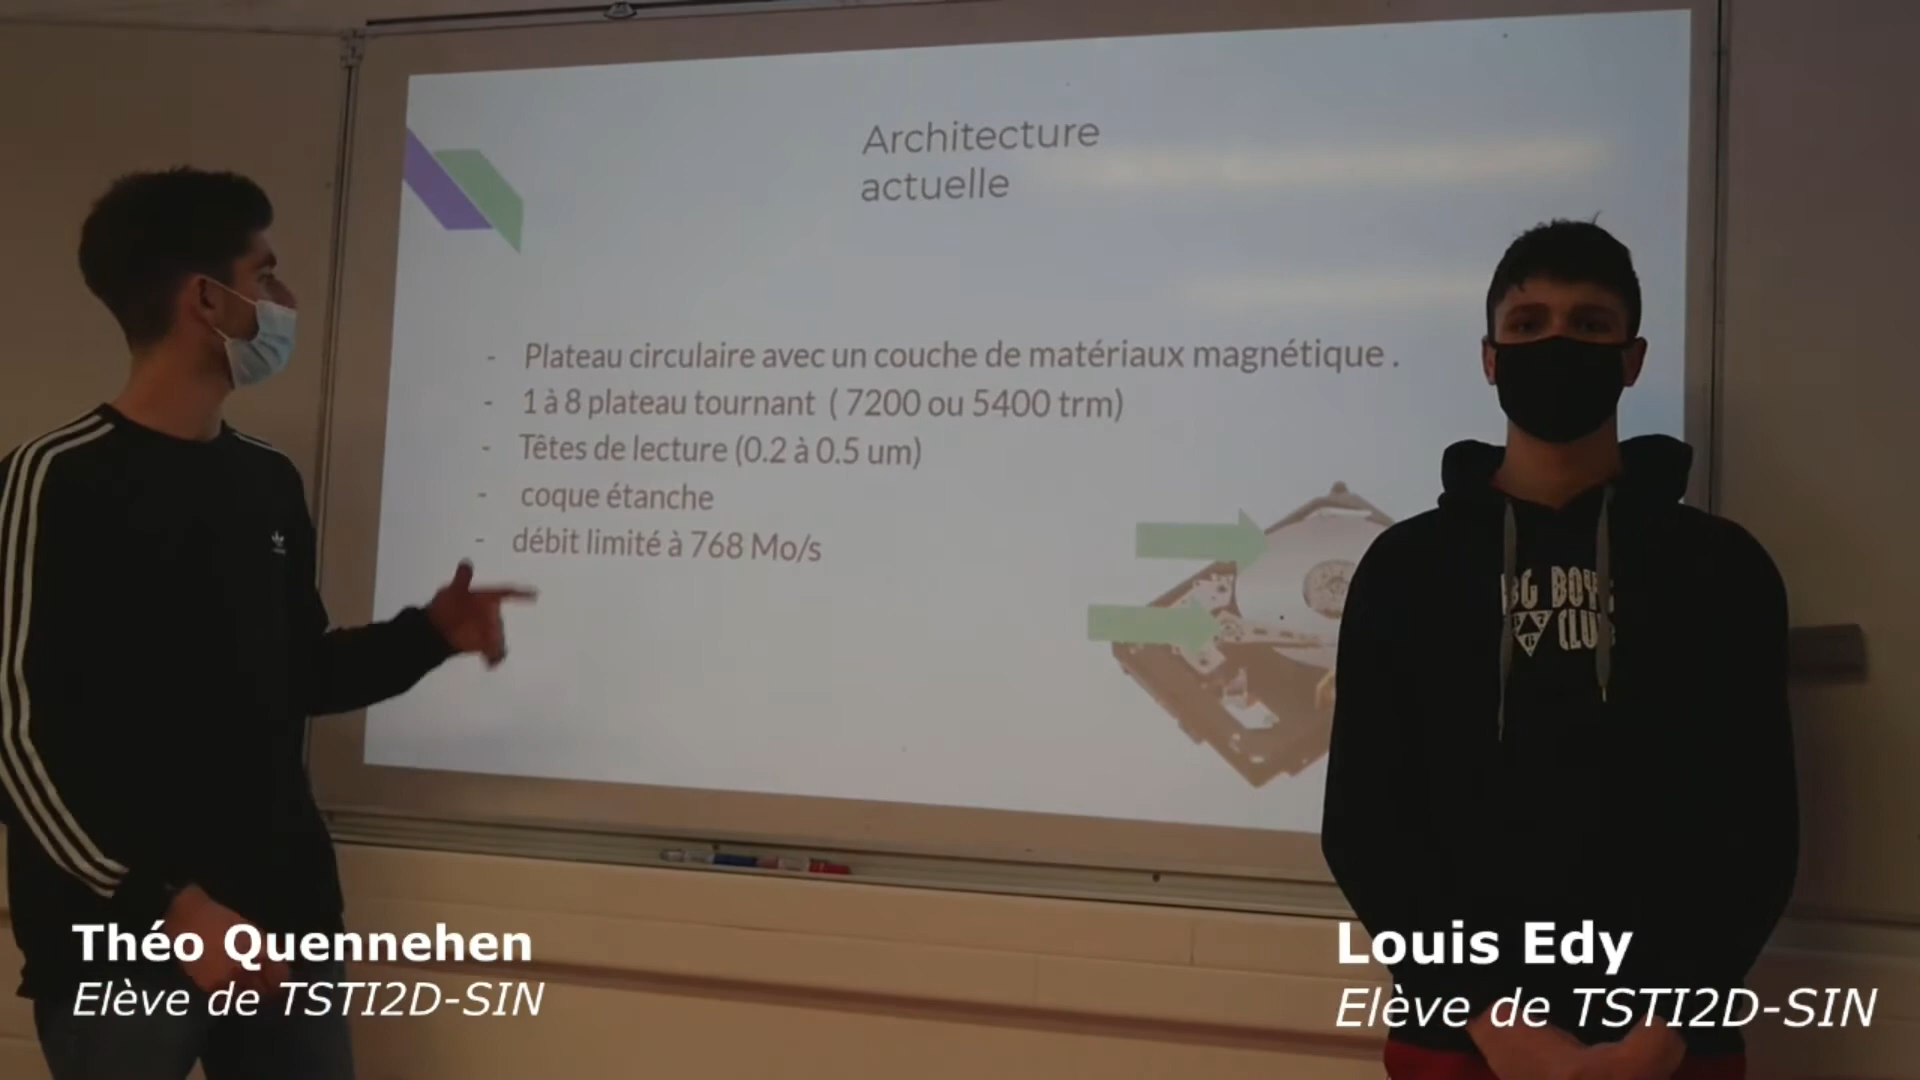 Architecture
actuelle
- Plateau circulaire avec un couche de matériaux magnétique .
- 1 à 8 plateau tournant ( 7200 ou 5400 trm)
- Têtes de lecture (0.2 à 0.5 um)
- coque étanche
- débit limité à 768 Mo/s
BOYS
CLUB
Théo Quennehen
Elève de TSTI2D-SIN
Louis Edy
Elève de TSTI2D-SIN